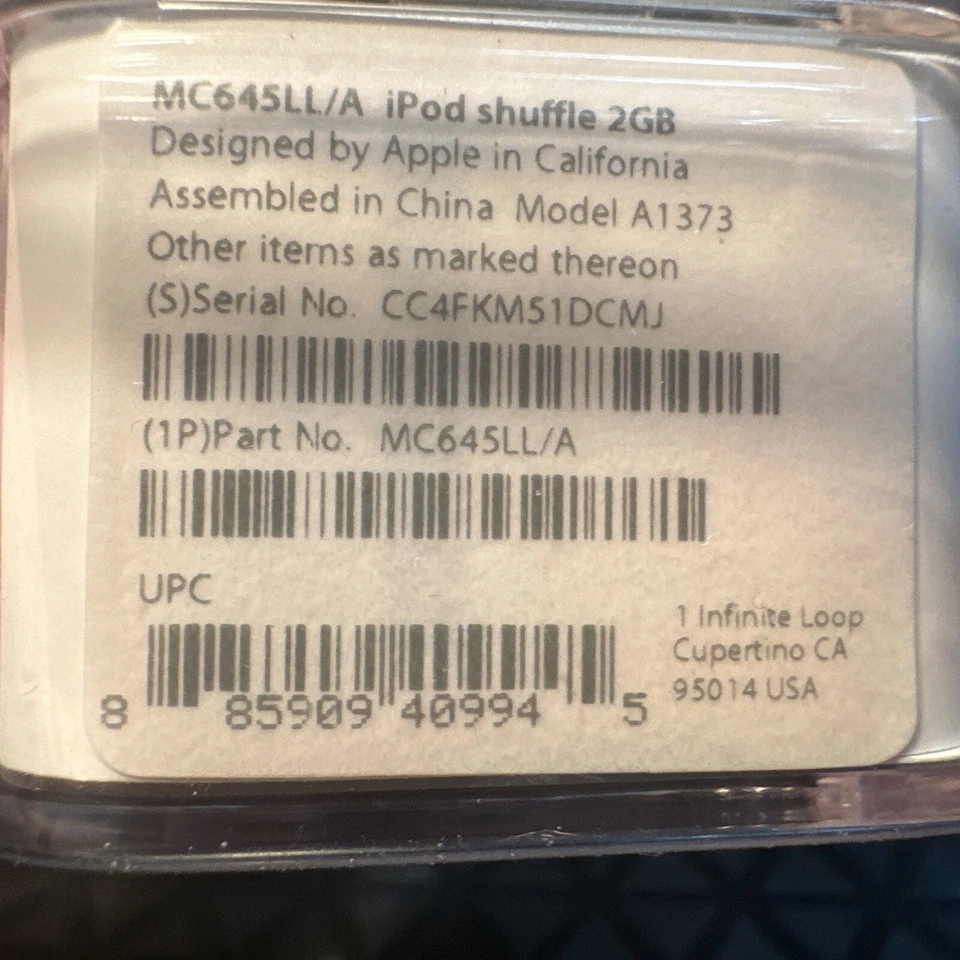 MC645LL/A iPod shuffle 2GB
Designed by Apple in California
Assembled in China Model A1373
Other items as marked thereon
(S)Serial No. CC4FKM51DCMJ
(1P)Part No. MC645LL/A
UPC
8 85909 40994 5
1 Infinite Loop
Cupertino CA
95014 USA